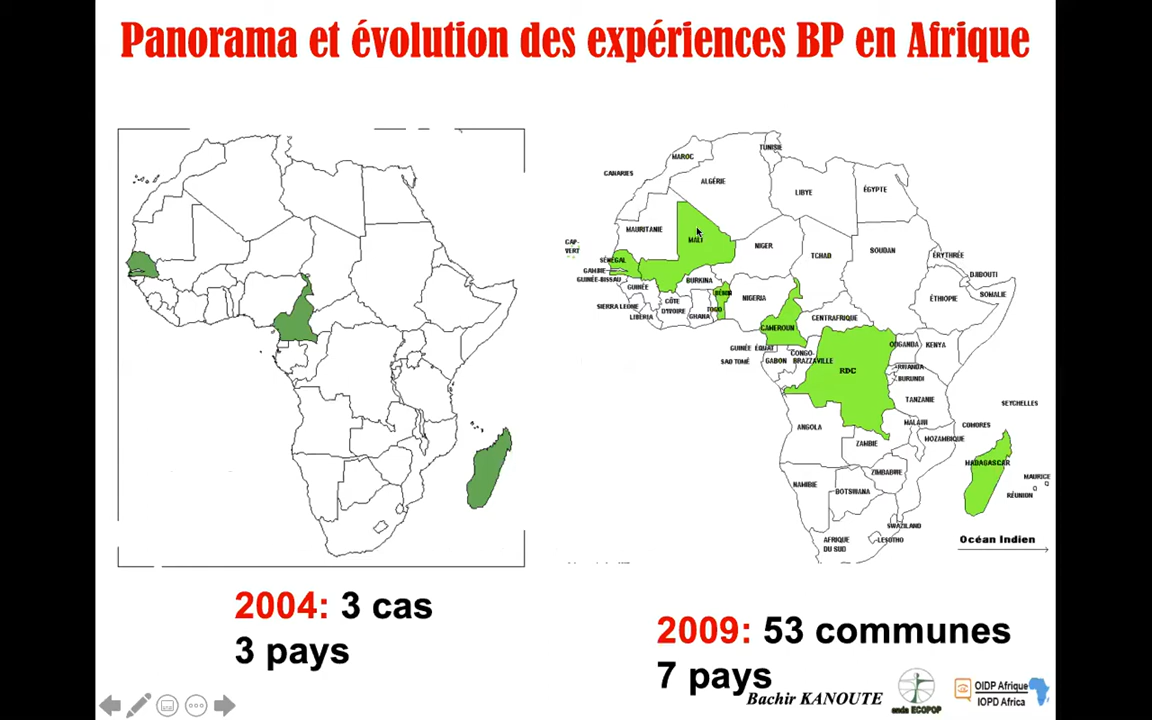 Panorama et évolution des expériences BP en Afrique
TUNISIE
MAROC
CANARIES
ALGÉRIE
LIBYE
ÉGYPTE
MAURITANIE
MALI
CAP-
VERT
NIGER
SOUDAN
TCHAD
ÉRYTHRÉE
SÉNÉGAL
GAMBIE
GUINÉE-BISSAU
DJIBOUTI
BURKINA
GUINÉE
BÉNIN
NIGERIA
ÉTHIOPIE
SOMALIE
SIERRA LEONE
CÔTE
D'IVOIRE
TOGO
LIBÉRIA
GHANA
CENTRAFRIQUE
CAMEROUN
GUINÉE ÉQUAT
OUGANDA
KENYA
CONGO-
BRAZZAVILLE
SAO TOMÉ
GABON
RDC
RWANDA
BURUNDI
TANZANIE
SEYCHELLES
ANGOLA
MALAWI
COMORES
ZAMBIE
MOZAMBIQUE
MADAGASCAR
ZIMBABWE
MAURICE
NAMIBIE
BOTSWANA
RÉUNION
SWAZILAND
AFRIQUE
DU SUD
LESOTHO
Océan Indien
2004: 3 cas
3 pays
2009: 53 communes
7 pays
Bachir KANOUTE
enda ECOPOP
OIDP Afrique
IOPD Africa